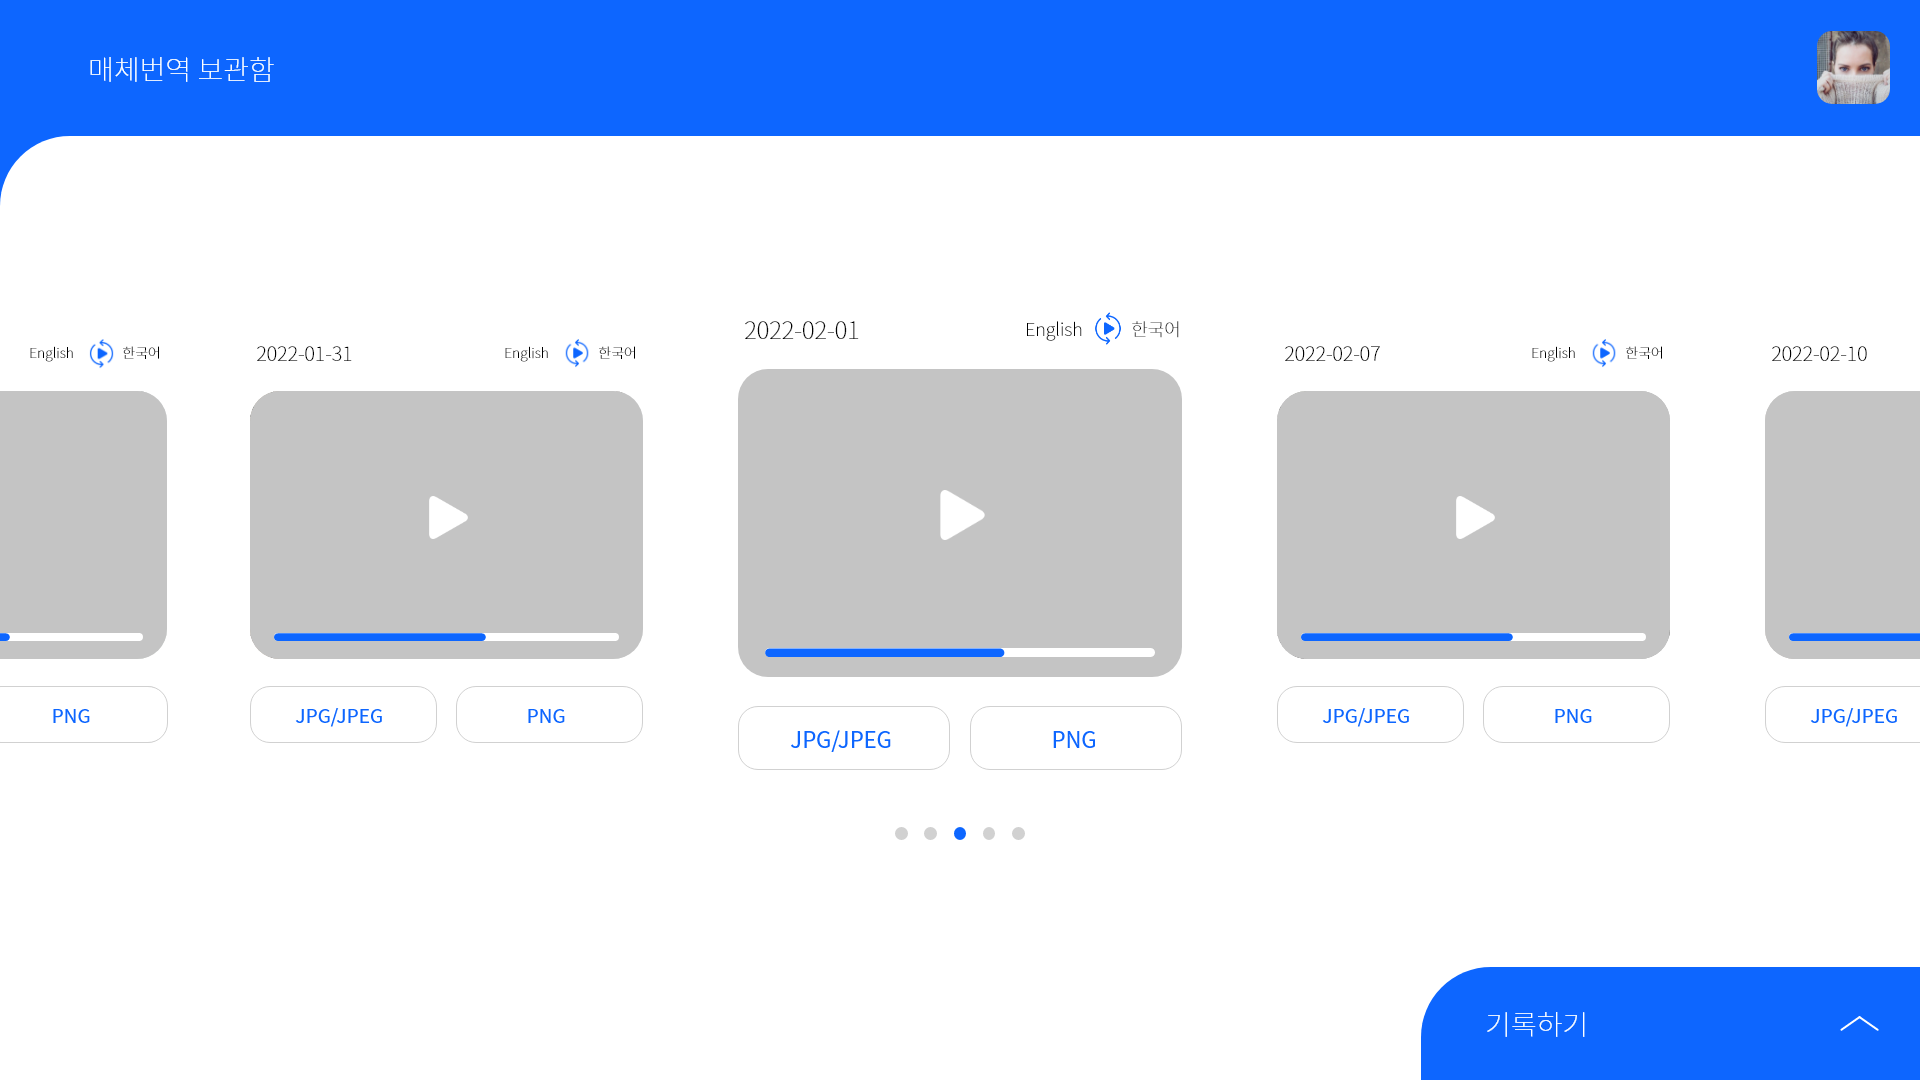 매체번역 보관함
English 한국어
PNG
2022-01-31 English 한국어
JPG/JPEG PNG
2022-02-01 English 한국어
JPG/JPEG PNG
2022-02-07 English 한국어
JPG/JPEG PNG
2022-02-10
JPG/JPEG
기록하기